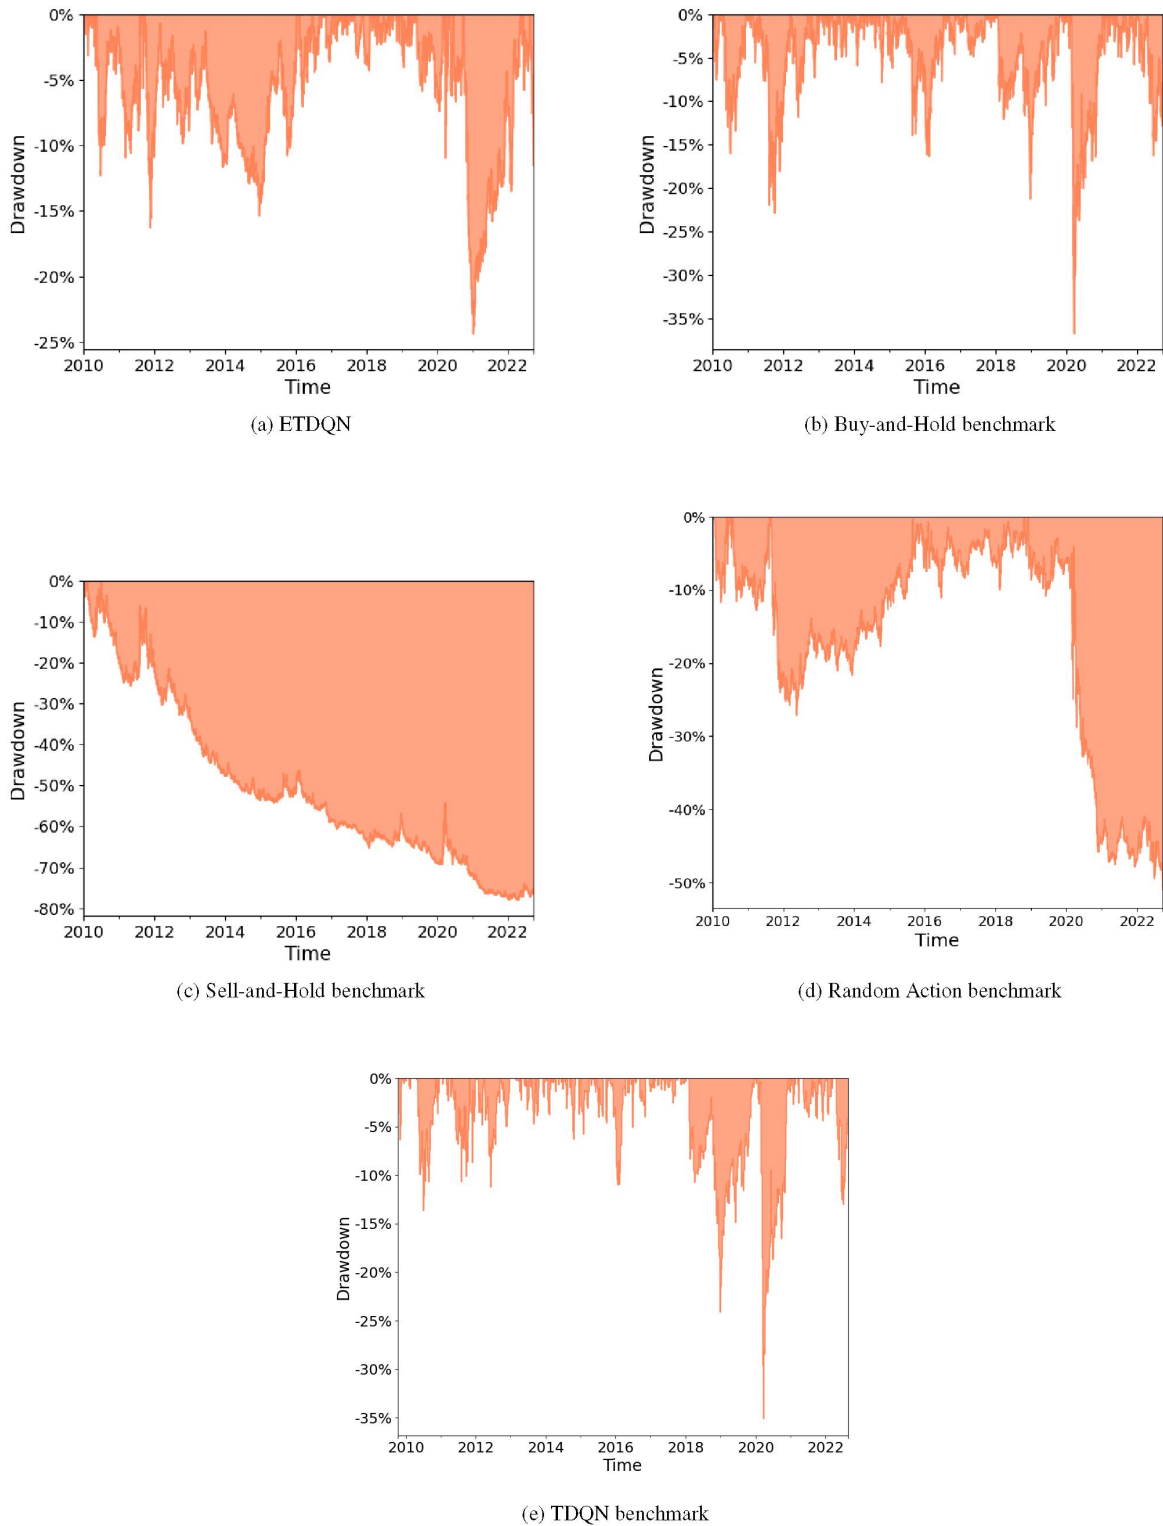 0%
-5%
-10%
-15%
-20%
-25%
Drawdown
2010 2012 2014 2016 2018 2020 2022
Time
(a) ETDQN
0%
-5%
-10%
-15%
-20%
-25%
-30%
-35%
Drawdown
2010 2012 2014 2016 2018 2020 2022
Time
(b) Buy-and-Hold benchmark
0%
-10%
-20%
-30%
-40%
-50%
-60%
-70%
-80%
Drawdown
2010 2012 2014 2016 2018 2020 2022
Time
(c) Sell-and-Hold benchmark
0%
-10%
-20%
-30%
-40%
-50%
Drawdown
2010 2012 2014 2016 2018 2020 2022
Time
(d) Random Action benchmark
0%
-5%
-10%
-15%
-20%
-25%
-30%
-35%
Drawdown
2010 2012 2014 2016 2018 2020 2022
Time
(e) TDQN benchmark